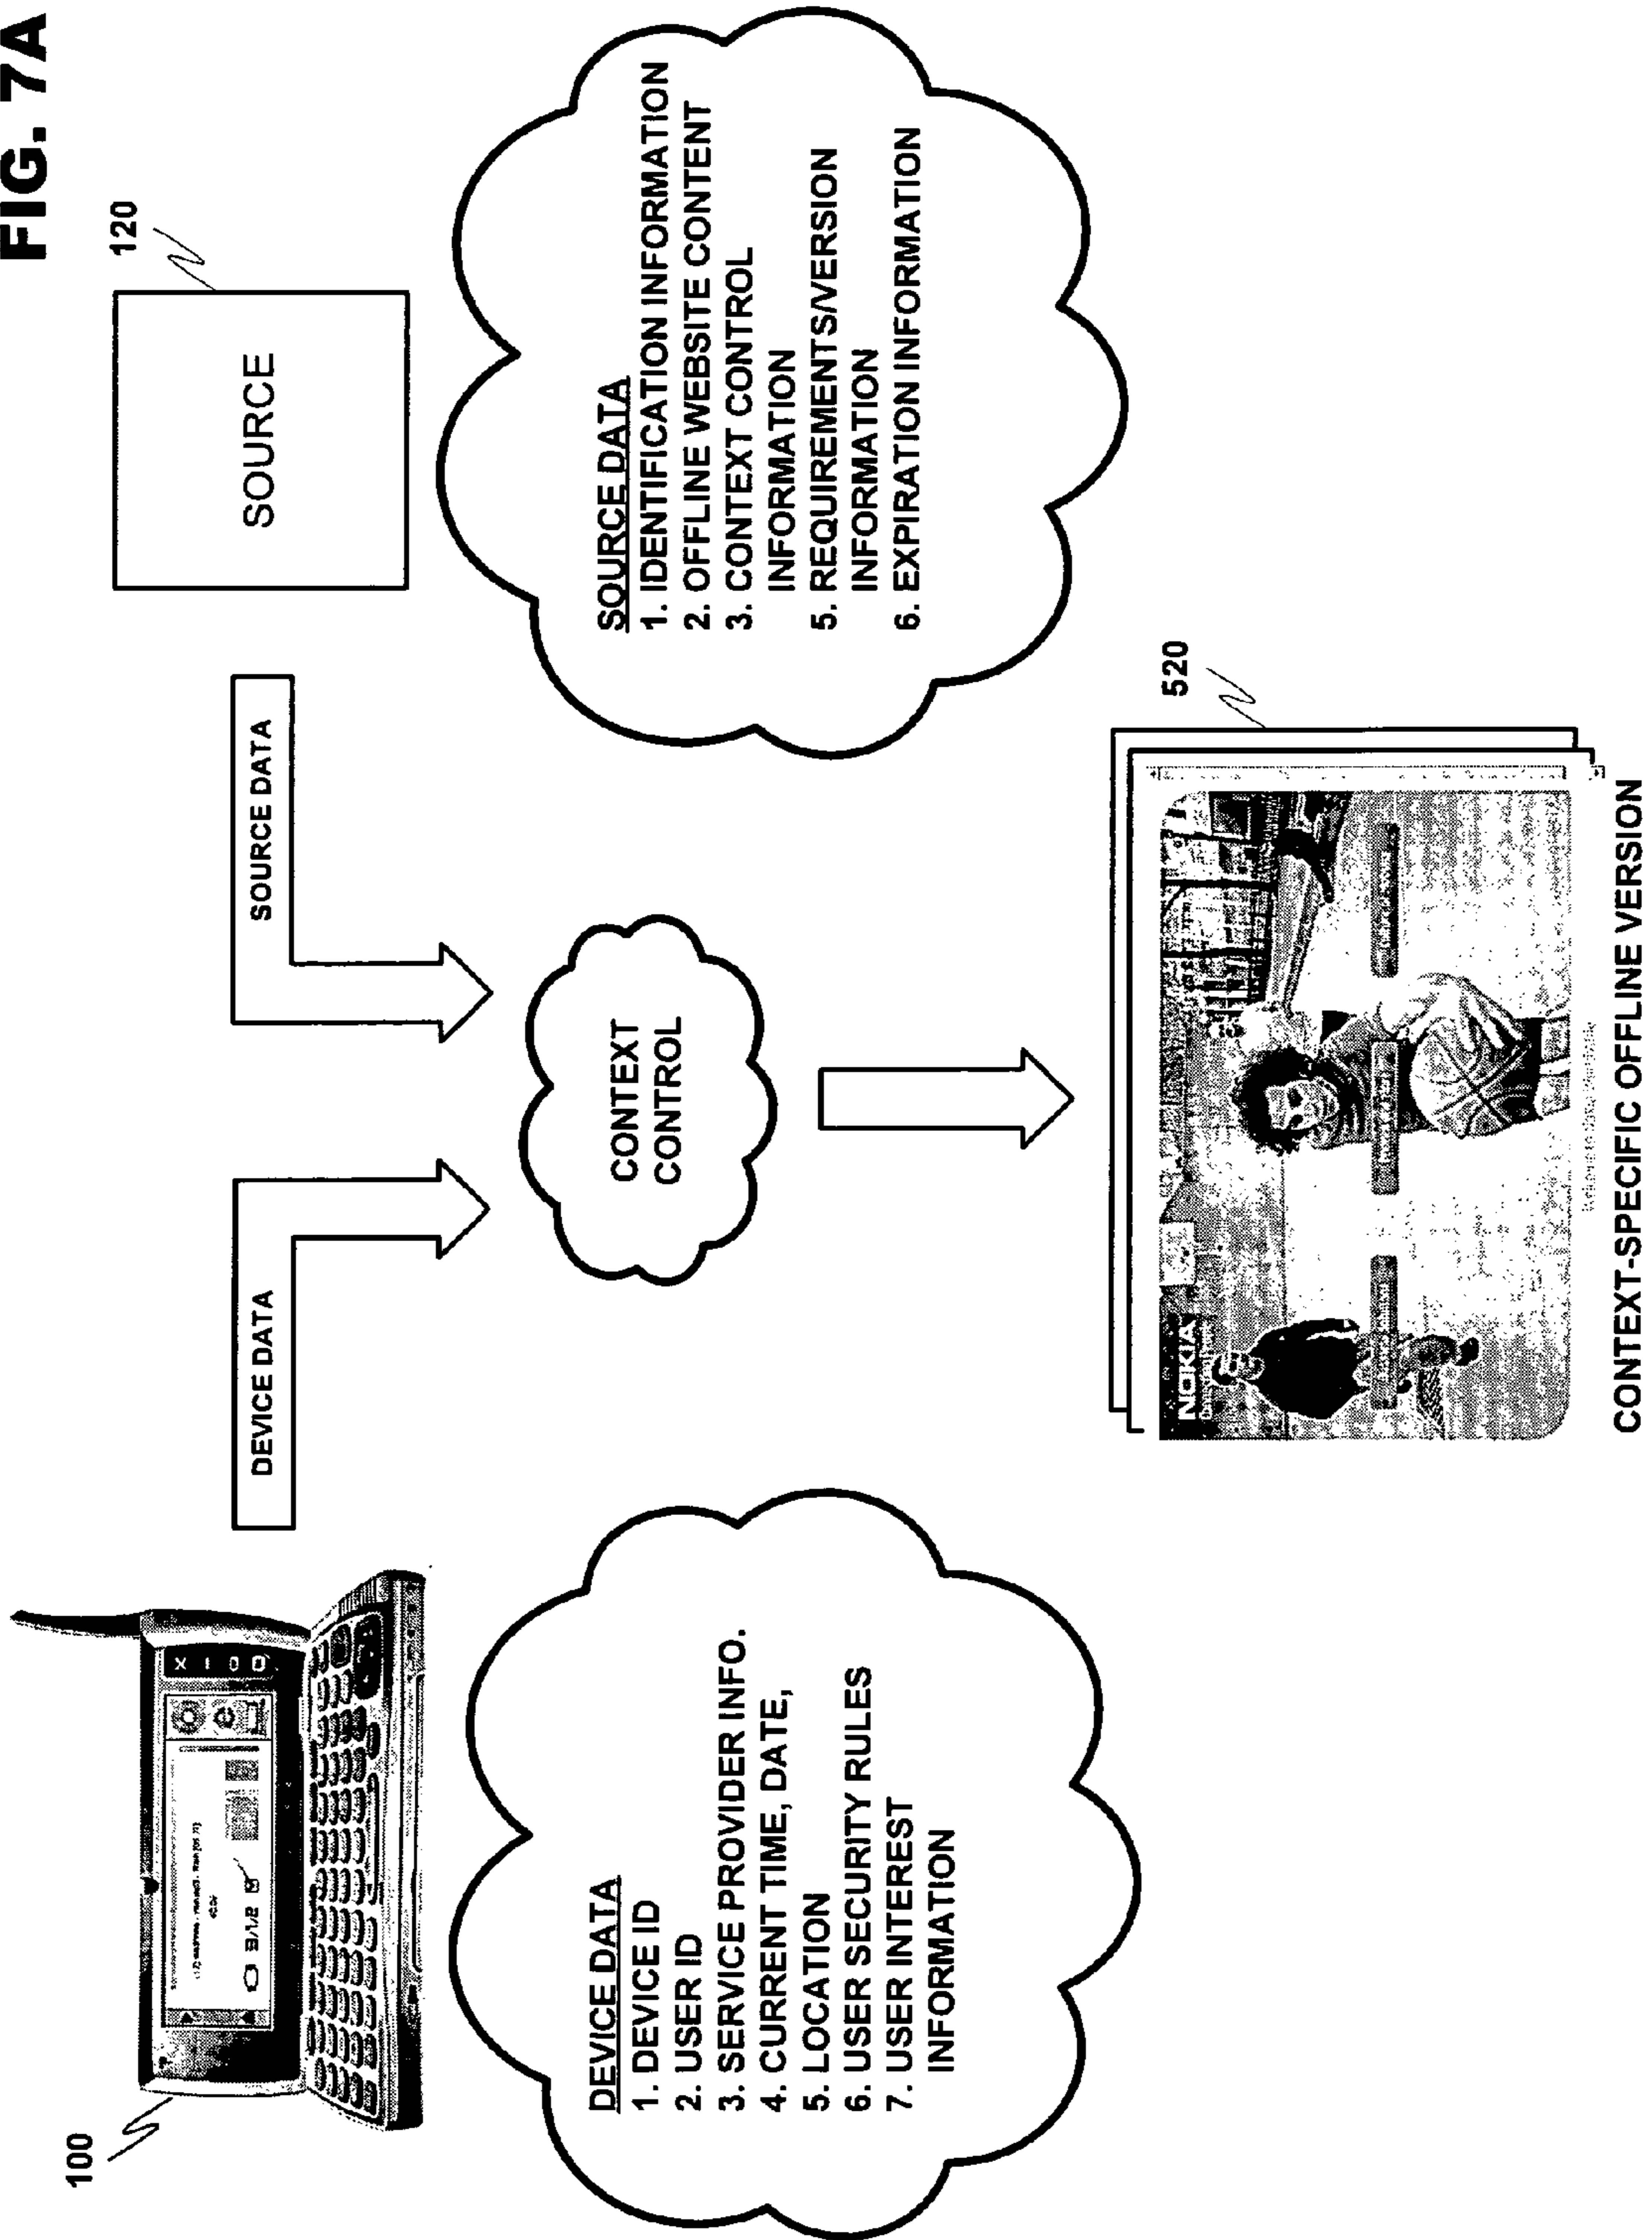 FIG. 7A
100
120
SOURCE
DEVICE DATA
SOURCE DATA
CONTEXT
CONTROL
DEVICE DATA
1. DEVICE ID
2. USER ID
3. SERVICE PROVIDER INFO.
4. CURRENT TIME, DATE,
5. LOCATION
6. USER SECURITY RULES
7. USER INTEREST
INFORMATION
SOURCE DATA
1. IDENTIFICATION INFORMATION
2. OFFLINE WEBSITE CONTENT
3. CONTEXT CONTROL
INFORMATION
5. REQUIREMENTS/VERSION
INFORMATION
6. EXPIRATION INFORMATION
520
NOKIA
CONTEXT-SPECIFIC OFFLINE VERSION